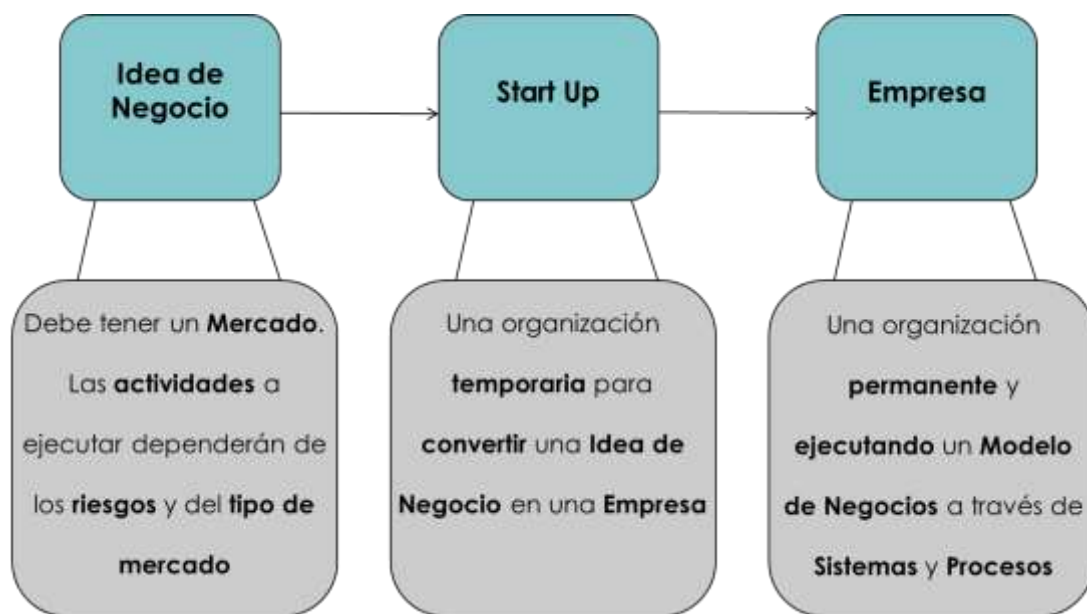 Idea de
Negocio
Start Up
Empresa
Debe tener un Mercado.
Las actividades a
ejecutar dependerán de
los riesgos y del tipo de
mercado
Una organización
temporaria para
convertir una Idea de
Negocio en una Empresa
Una organización
permanente y
ejecutando un Modelo
de Negocios a través de
Sistemas y Procesos